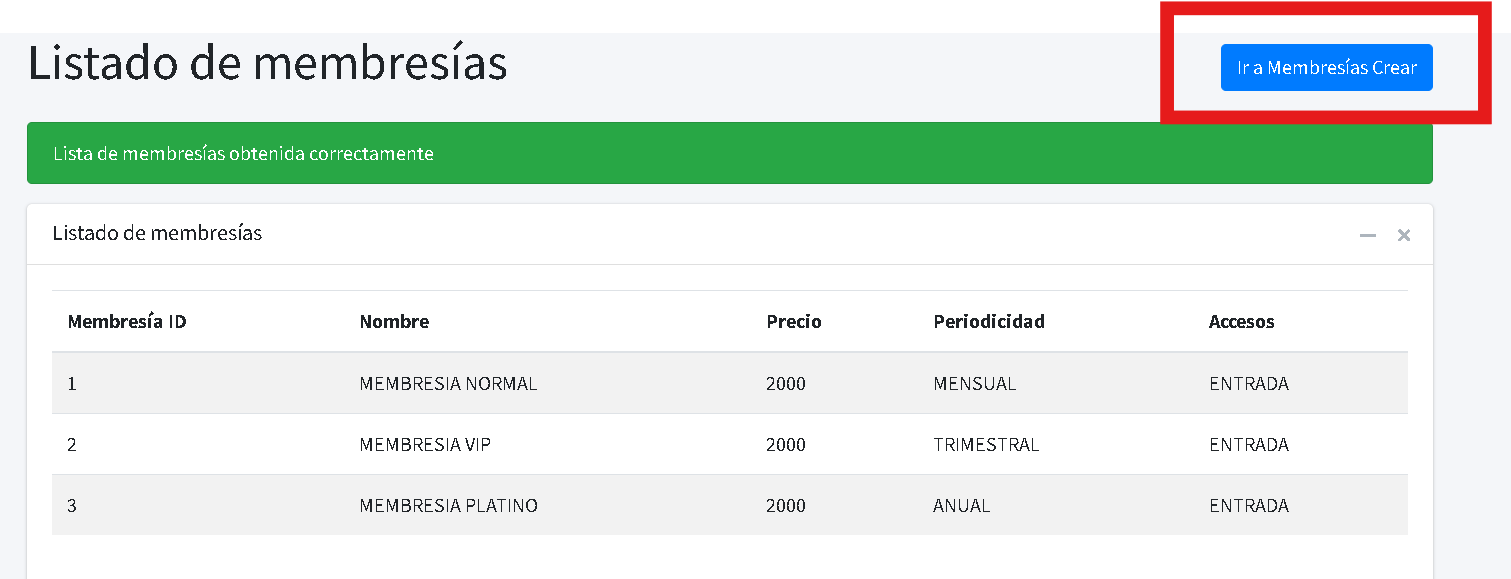 Listado de membresías
Ir a Membresías Crear
Lista de membresías obtenida correctamente
Listado de membresías
Membresía ID Nombre Precio Periodicidad Accesos
1 MEMBRESIA NORMAL 2000 MENSUAL ENTRADA
2 MEMBRESIA VIP 2000 TRIMESTRAL ENTRADA
3 MEMBRESIA PLATINO 2000 ANUAL ENTRADA